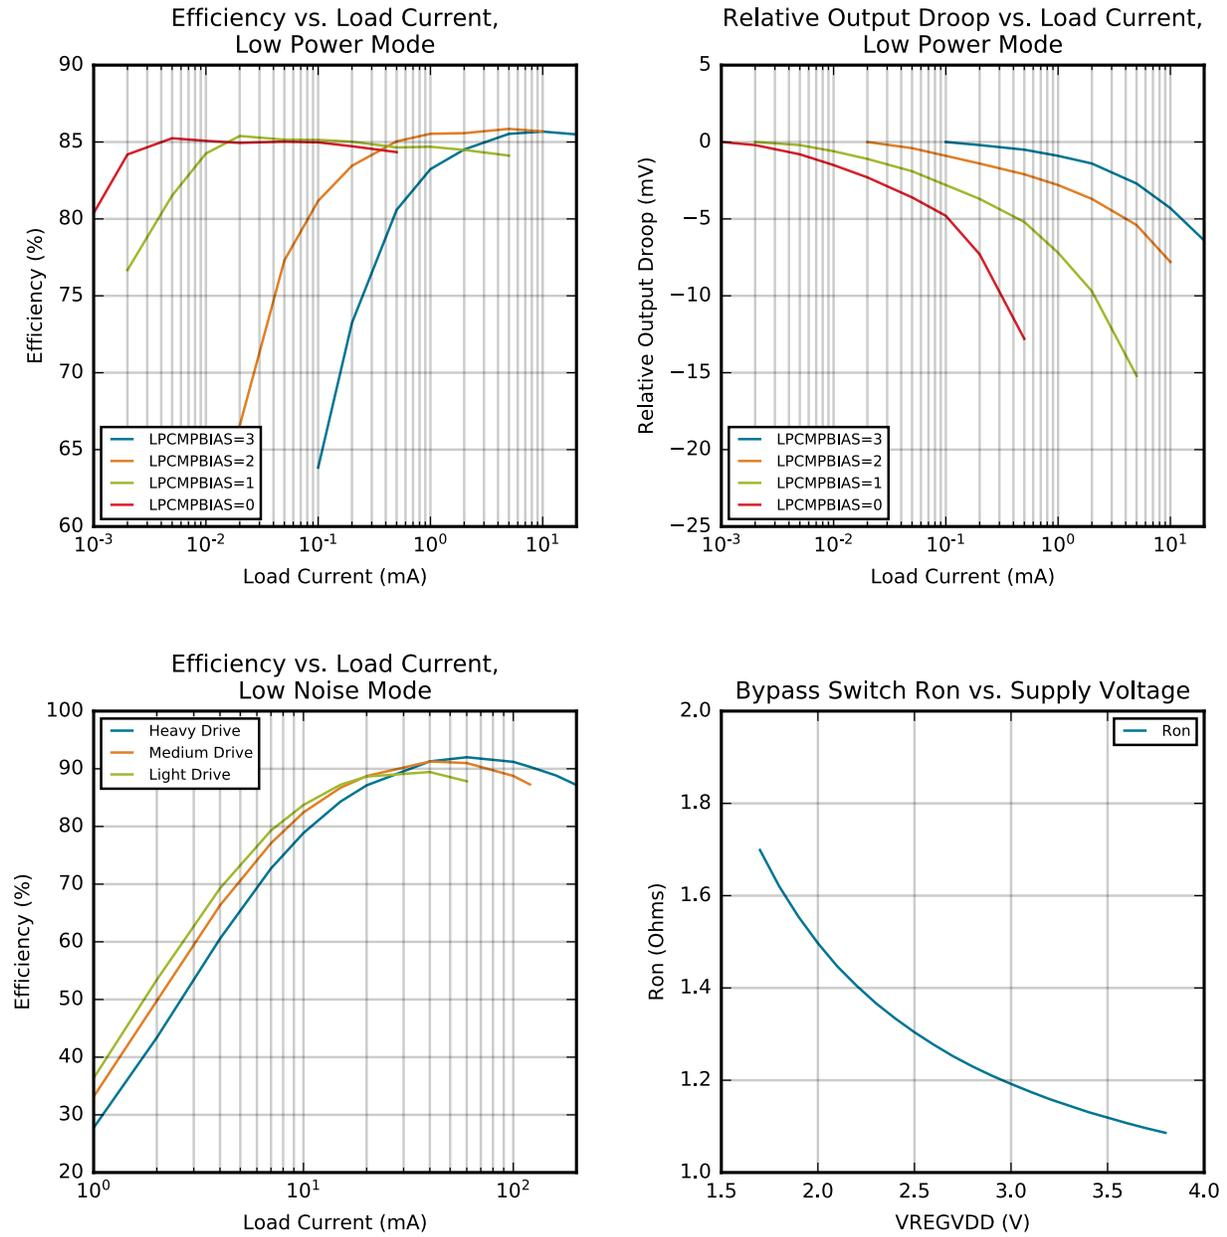 Efficiency vs. Load Current,
Low Power Mode
90
85
80
75
70
65
60
Efficiency (%)
LPCMPBIAS=3
LPCMPBIAS=2
LPCMPBIAS=1
LPCMPBIAS=0
10⁻³ 10⁻² 10⁻¹ 10⁰ 10¹
Load Current (mA)
Relative Output Droop vs. Load Current,
Low Power Mode
5
0
−5
−10
−15
−20
−25
Relative Output Droop (mV)
LPCMPBIAS=3
LPCMPBIAS=2
LPCMPBIAS=1
LPCMPBIAS=0
10⁻³ 10⁻² 10⁻¹ 10⁰ 10¹
Load Current (mA)
Efficiency vs. Load Current,
Low Noise Mode
100
90
80
70
60
50
40
30
20
Efficiency (%)
Heavy Drive
Medium Drive
Light Drive
10⁰ 10¹ 10²
Load Current (mA)
Bypass Switch Ron vs. Supply Voltage
2.0
1.8
1.6
1.4
1.2
1.0
Ron (Ohms)
Ron
1.5 2.0 2.5 3.0 3.5 4.0
VREGVDD (V)